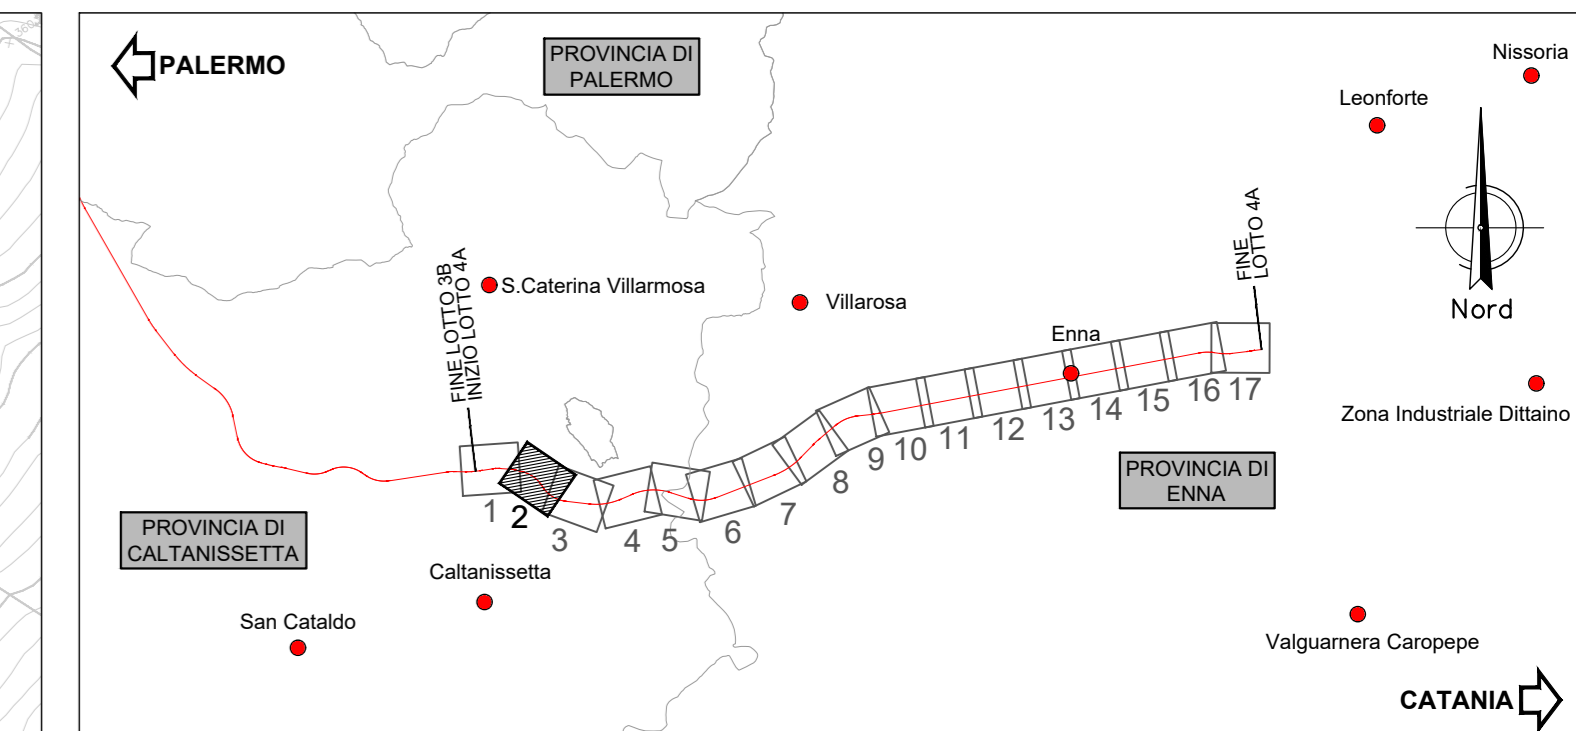 PALERMO
PROVINCIA DI
PALERMO
Nissoria
Leonforte
Nord
FINE LOTTO 3B
INIZIO LOTTO 4A
S.Caterina Villarmosa
Villarosa
FINE
LOTTO 4A
Enna
Zona Industriale Dittaino
1
2
3
4
5
6
7
8
9
10
11
12
13
14
15
16
17
PROVINCIA DI
ENNA
PROVINCIA DI
CALTANISSETTA
Caltanissetta
San Cataldo
Valguarnera Caropepe
CATANIA